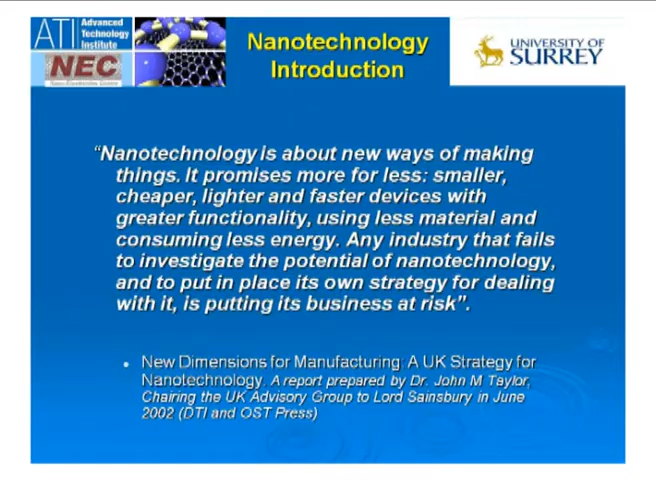 ATI Advanced
Technology
Institute
NEC
Nano-Electronics Centre
Nanotechnology
Introduction
UNIVERSITY OF
SURREY
“Nanotechnology is about new ways of making
things. It promises more for less: smaller,
cheaper, lighter and faster devices with
greater functionality, using less material and
consuming less energy. Any industry that fails
to investigate the potential of nanotechnology,
and to put in place its own strategy for dealing
with it, is putting its business at risk”.
• New Dimensions for Manufacturing: A UK Strategy for
Nanotechnology. A report prepared by Dr. John M Taylor,
Chairing the UK Advisory Group to Lord Sainsbury in June
2002 (DTI and OST Press)